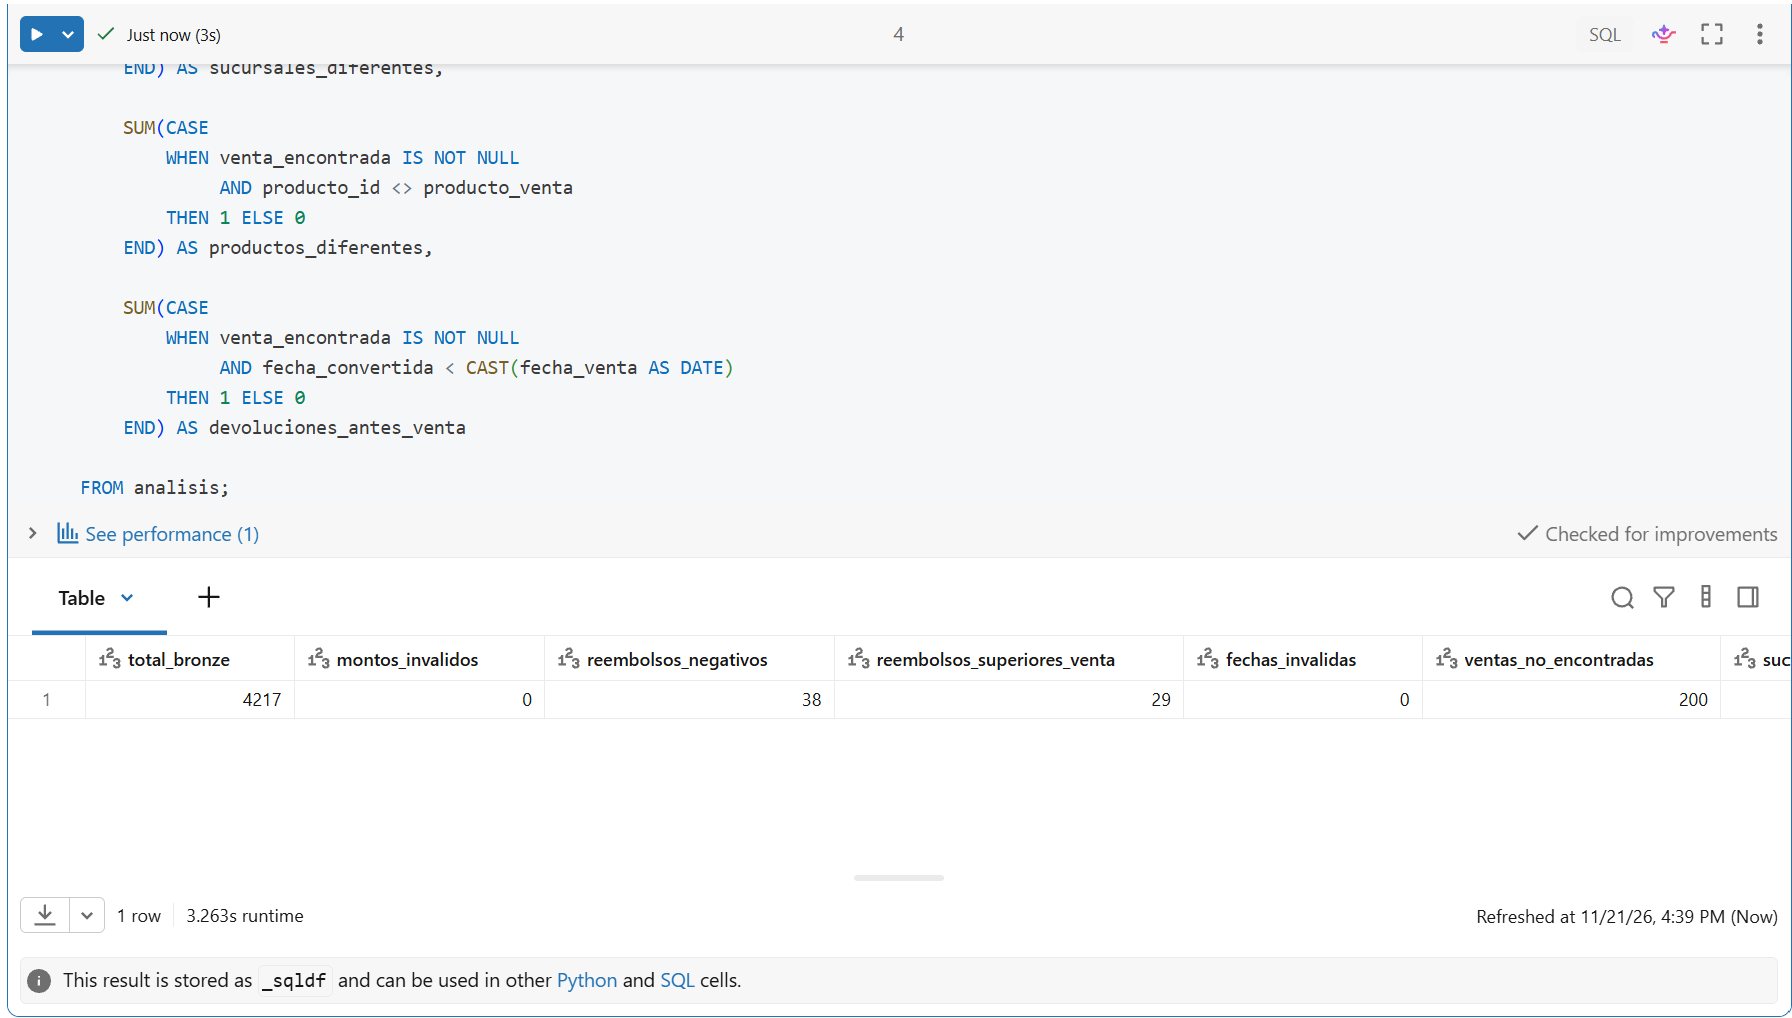 Just now (3s)
4
SQL
END) AS sucursales_diferentes,
SUM(CASE
WHEN venta_encontrada IS NOT NULL
AND producto_id <> producto_venta
THEN 1 ELSE 0
END) AS productos_diferentes,
SUM(CASE
WHEN venta_encontrada IS NOT NULL
AND fecha_convertida < CAST(fecha_venta AS DATE)
THEN 1 ELSE 0
END) AS devoluciones_antes_venta
FROM analisis;
See performance (1)
Checked for improvements
Table
total_bronze montos_invalidos reembolsos_negativos reembolsos_superiores_venta fechas_invalidas ventas_no_encontradas suc
1 4217 0 38 29 0 200
1 row 3.263s runtime
Refreshed at 11/21/26, 4:39 PM (Now)
This result is stored as _sqldf and can be used in other Python and SQL cells.